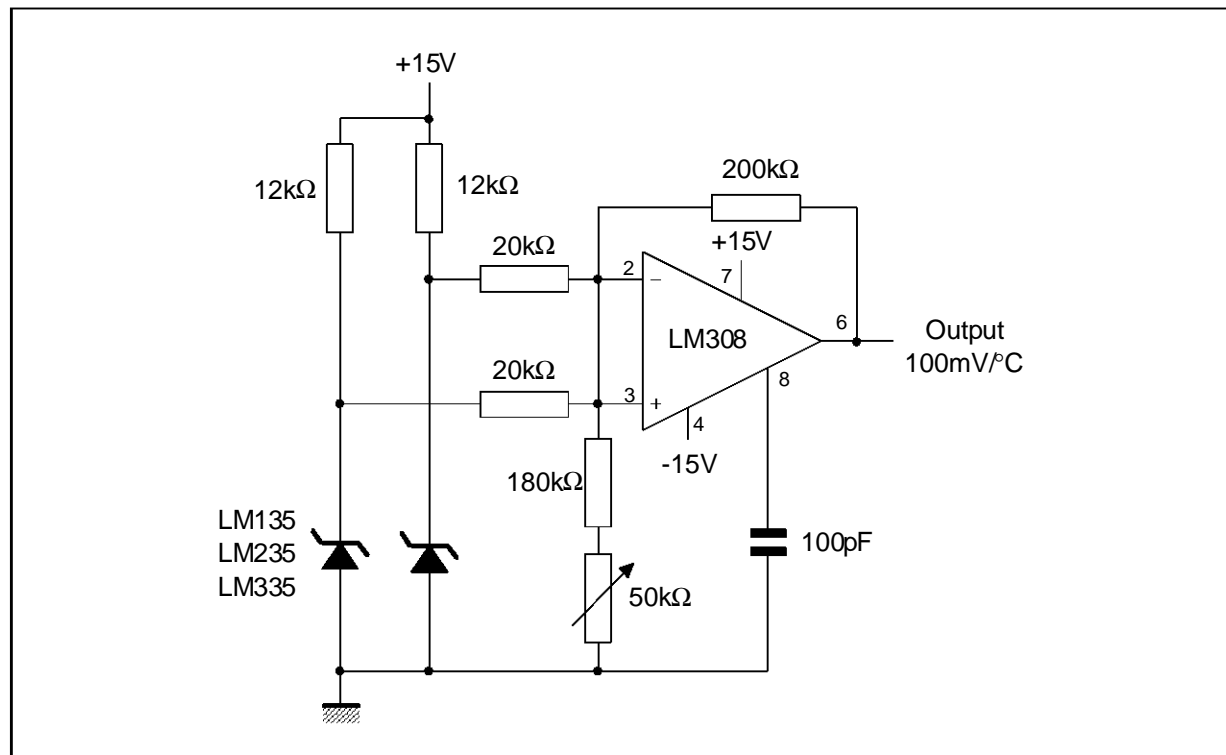 +15V
12kΩ
12kΩ
200kΩ
20kΩ
+15V
2
−
7
LM308
6
Output
100mV/°C
20kΩ
3
+
8
4
-15V
180kΩ
LM135
LM235
LM335
100pF
50kΩ